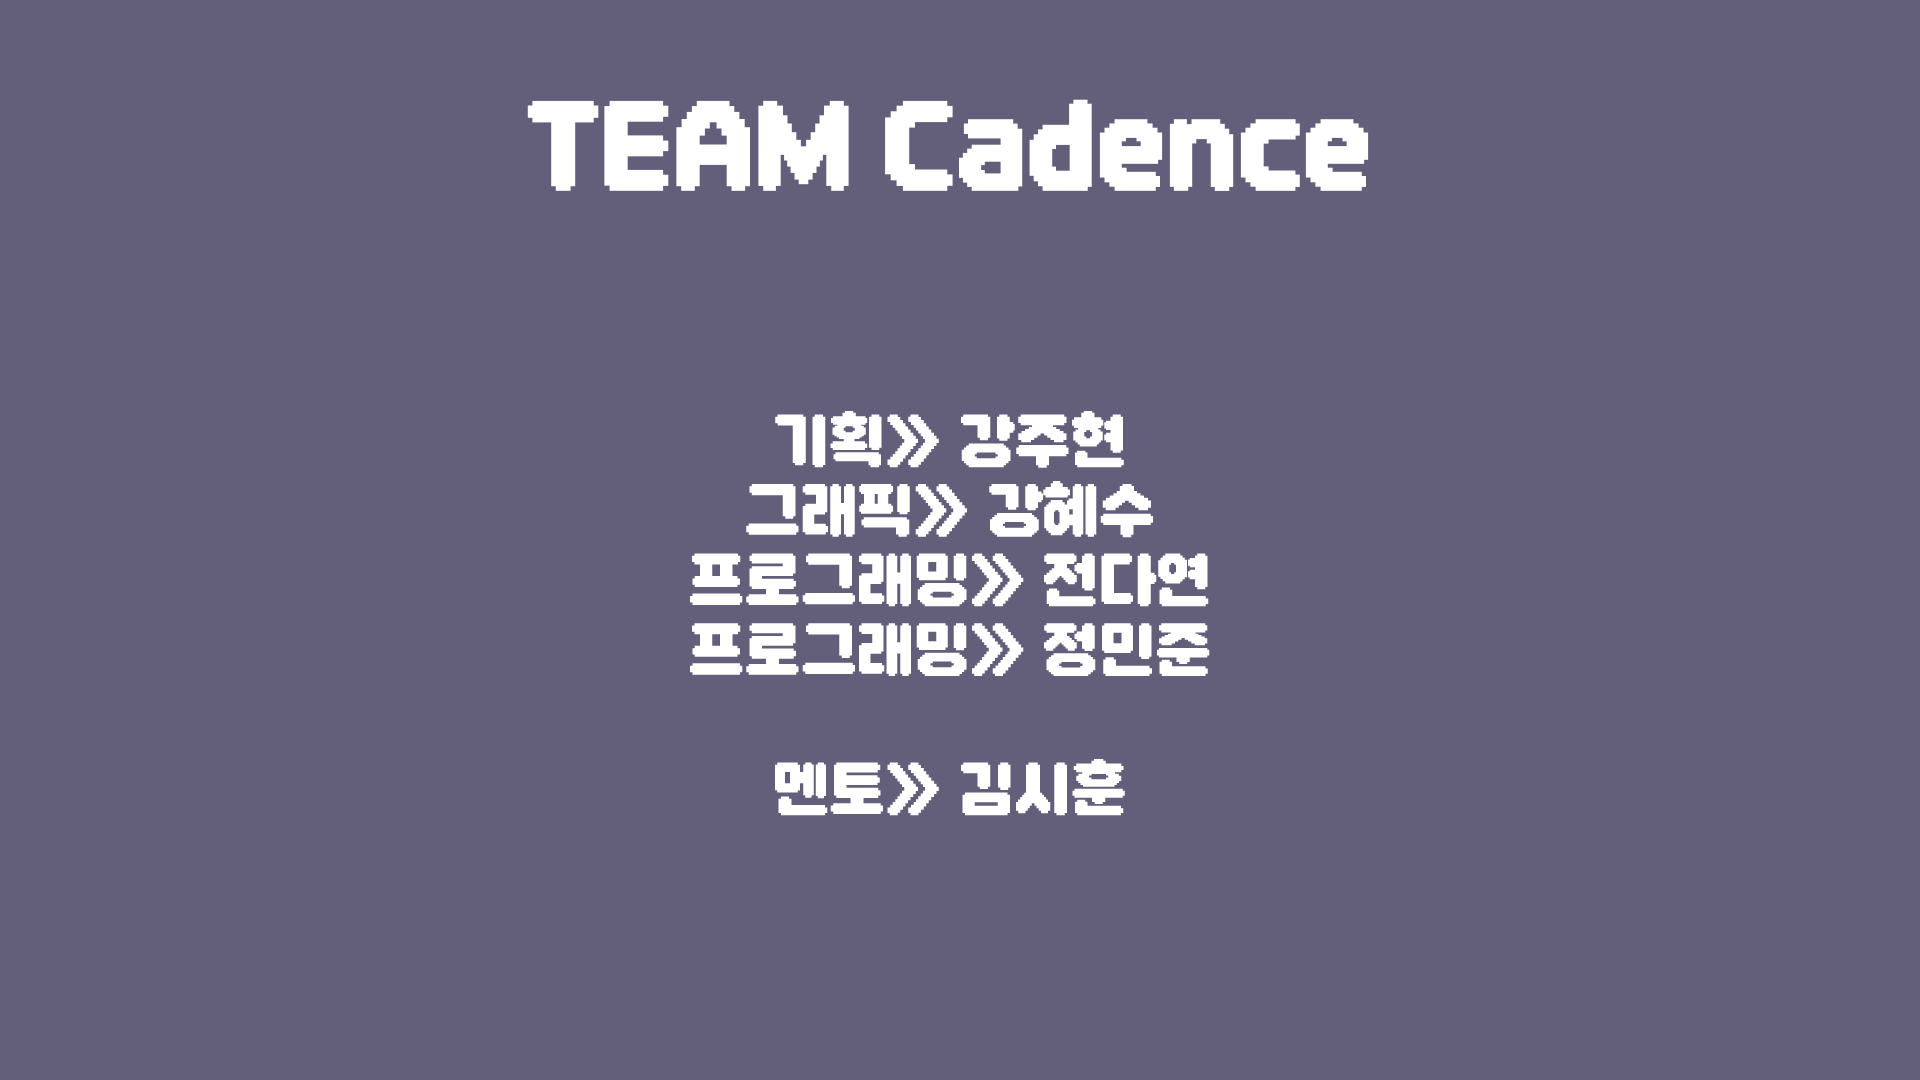 TEAM Cadence
기획» 강주현
그래픽» 강혜수
프로그래밍» 전다연
프로그래밍» 정민준
멘토» 김시훈